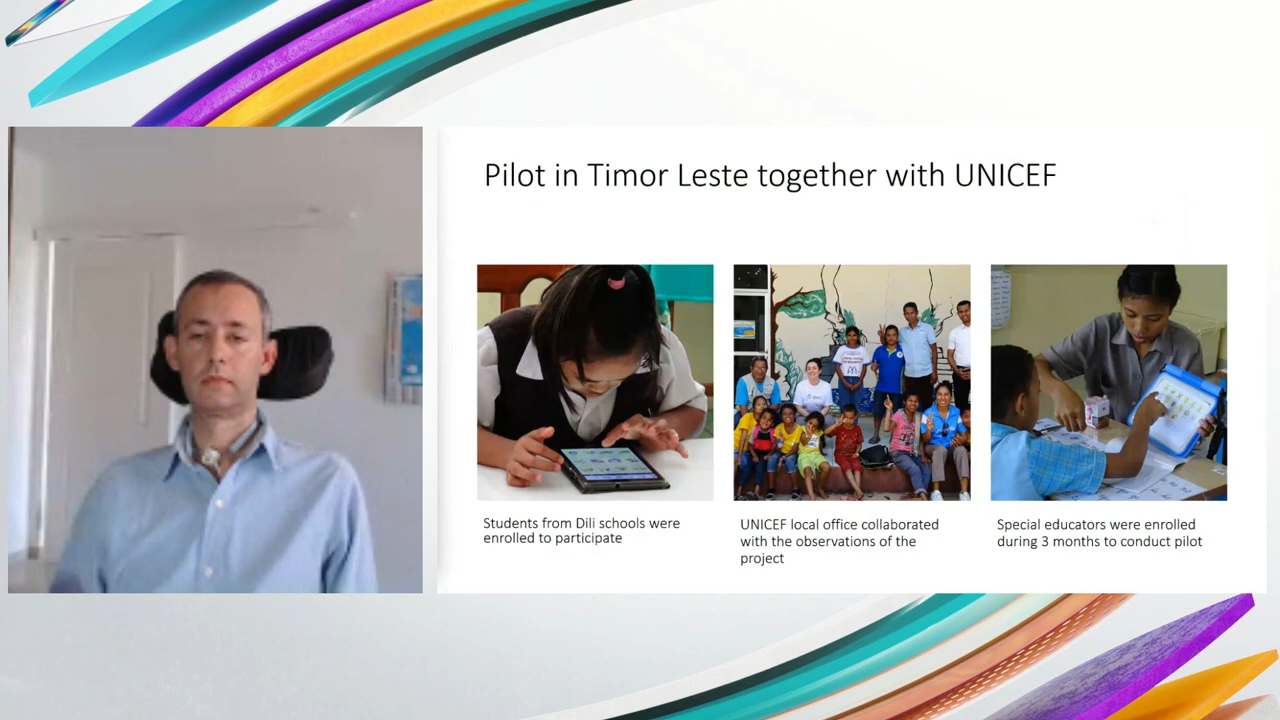 Pilot in Timor Leste together with UNICEF
Students from Dili schools were
enrolled to participate
UNICEF local office collaborated
with the observations of the
project
Special educators were enrolled
during 3 months to conduct pilot